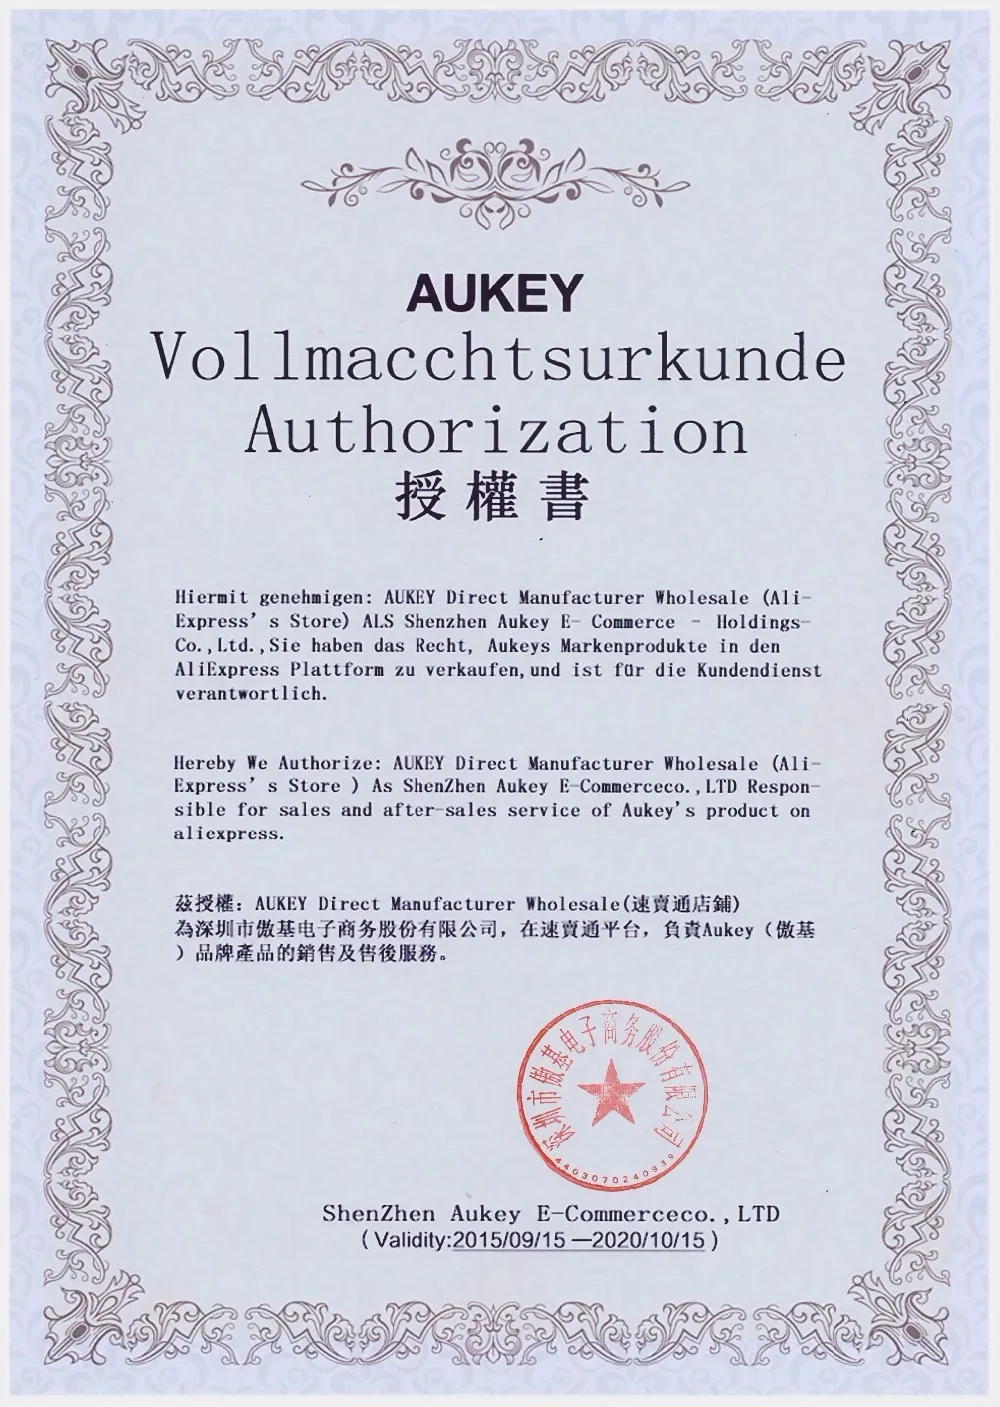 AUKEY
Vollmacchtsurkunde
Authorization
授權書
Hiermit genehmigen: AUKEY Direct Manufacturer Wholesale (Ali-
Express's Store) ALS Shenzhen Aukey E- Commerce - Holdings-
Co.,Ltd.,Sie haben das Recht, Aukeys Markenprodukte in den
AliExpress Plattform zu verkaufen,und ist für die Kundendienst
verantwortlich.
Hereby We Authorize: AUKEY Direct Manufacturer Wholesale (Ali-
Express's Store ) As ShenZhen Aukey E-Commerceco.,LTD Respon-
sible for sales and after-sales service of Aukey's product on
aliexpress.
茲授權: AUKEY Direct Manufacturer Wholesale(速賣通店鋪)
為深圳市傲基电子商务股份有限公司，在速賣通平台，負責Aukey（傲基
）品牌產品的銷售及售後服務。
深圳市傲基电子商务股份有限公司
4403070240939
ShenZhen Aukey E-Commerceco.,LTD
(Validity:2015/09/15 —2020/10/15)